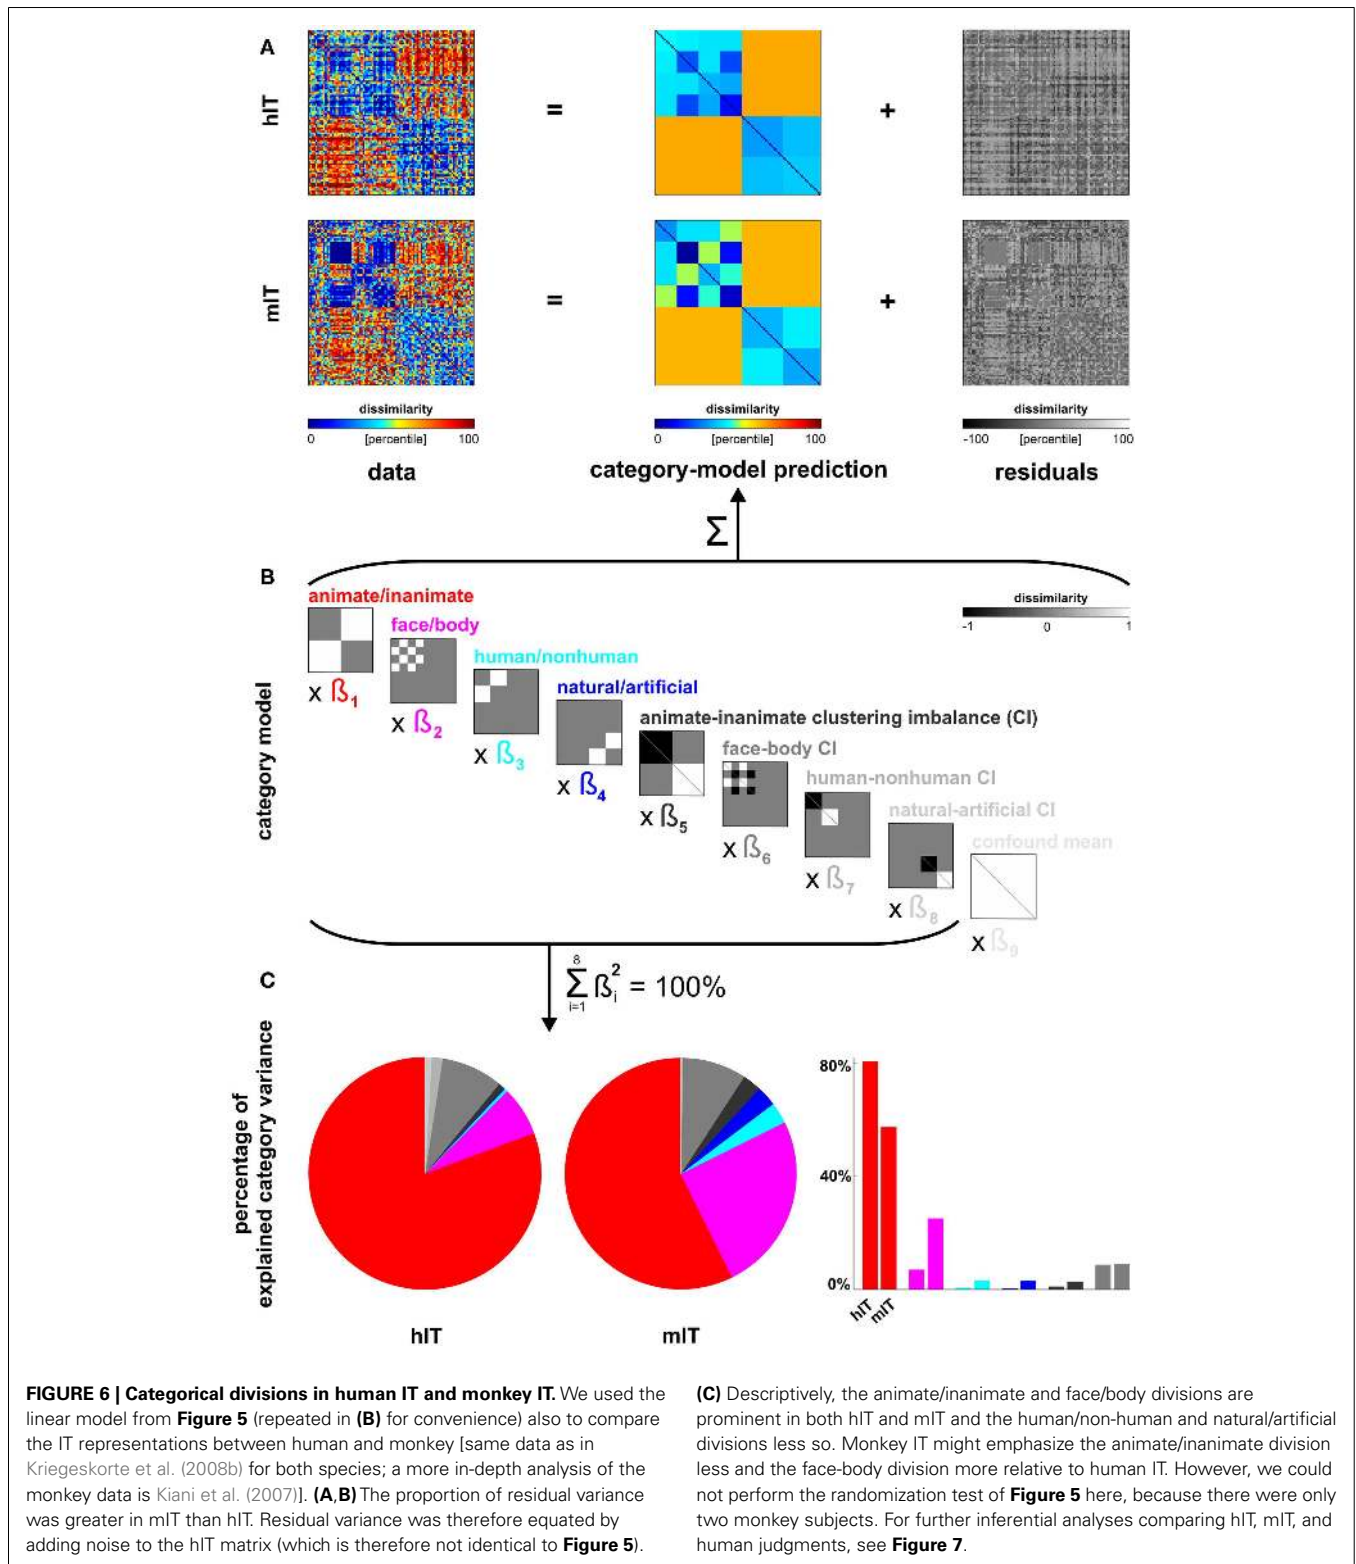 A
hIT
=
+
mIT
=
+
dissimilarity
0 [percentile] 100
dissimilarity
0 [percentile] 100
dissimilarity
-100 [percentile] 100
data
category-model prediction
residuals
Σ
B
category model
animate/inanimate
x ß1
face/body
x ß2
human/nonhuman
x ß3
natural/artificial
x ß4
animate-inanimate clustering imbalance (CI)
x ß5
face-body CI
x ß6
human-nonhuman CI
x ß7
natural-artificial CI
x ß8
confound mean
x ß9
dissimilarity
-1 0 1
C
8
Σ ßi² = 100%
i=1
percentage of
explained category variance
hIT
mIT
80%
40%
0%
hIT
mIT
FIGURE 6 | Categorical divisions in human IT and monkey IT. We used the
linear model from Figure 5 (repeated in (B) for convenience) also to compare
the IT representations between human and monkey [same data as in
Kriegeskorte et al. (2008b) for both species; a more in-depth analysis of the
monkey data is Kiani et al. (2007)]. (A,B) The proportion of residual variance
was greater in mIT than hIT. Residual variance was therefore equated by
adding noise to the hIT matrix (which is therefore not identical to Figure 5).
(C) Descriptively, the animate/inanimate and face/body divisions are
prominent in both hIT and mIT and the human/non-human and natural/artificial
divisions less so. Monkey IT might emphasize the animate/inanimate division
less and the face-body division more relative to human IT. However, we could
not perform the randomization test of Figure 5 here, because there were only
two monkey subjects. For further inferential analyses comparing hIT, mIT, and
human judgments, see Figure 7.